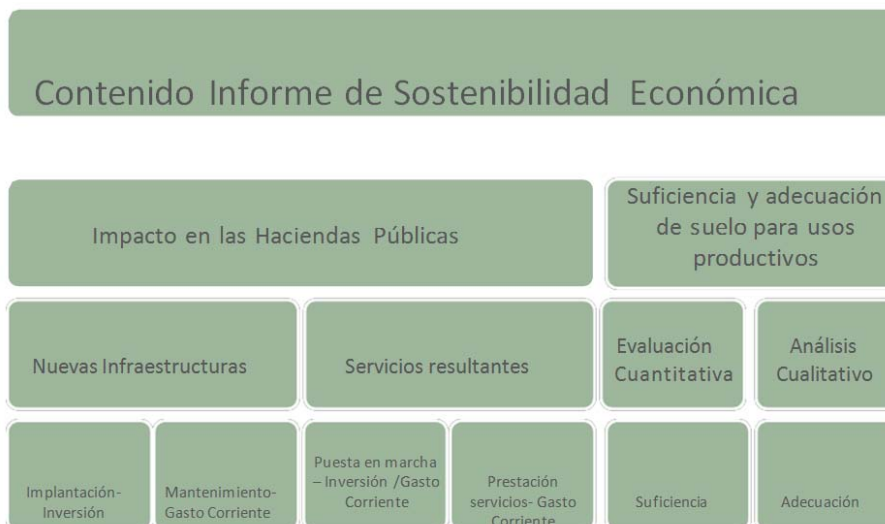 Contenido Informe de Sostenibilidad Económica
Impacto en las Haciendas Públicas
Suficiencia y adecuación
de suelo para usos
productivos
Nuevas Infraestructuras
Servicios resultantes
Evaluación
Cuantitativa
Análisis
Cualitativo
Implantación-
Inversión
Mantenimiento-
Gasto Corriente
Puesta en marcha
– Inversión /Gasto
Corriente
Prestación
servicios- Gasto
Corriente
Suficiencia
Adecuación